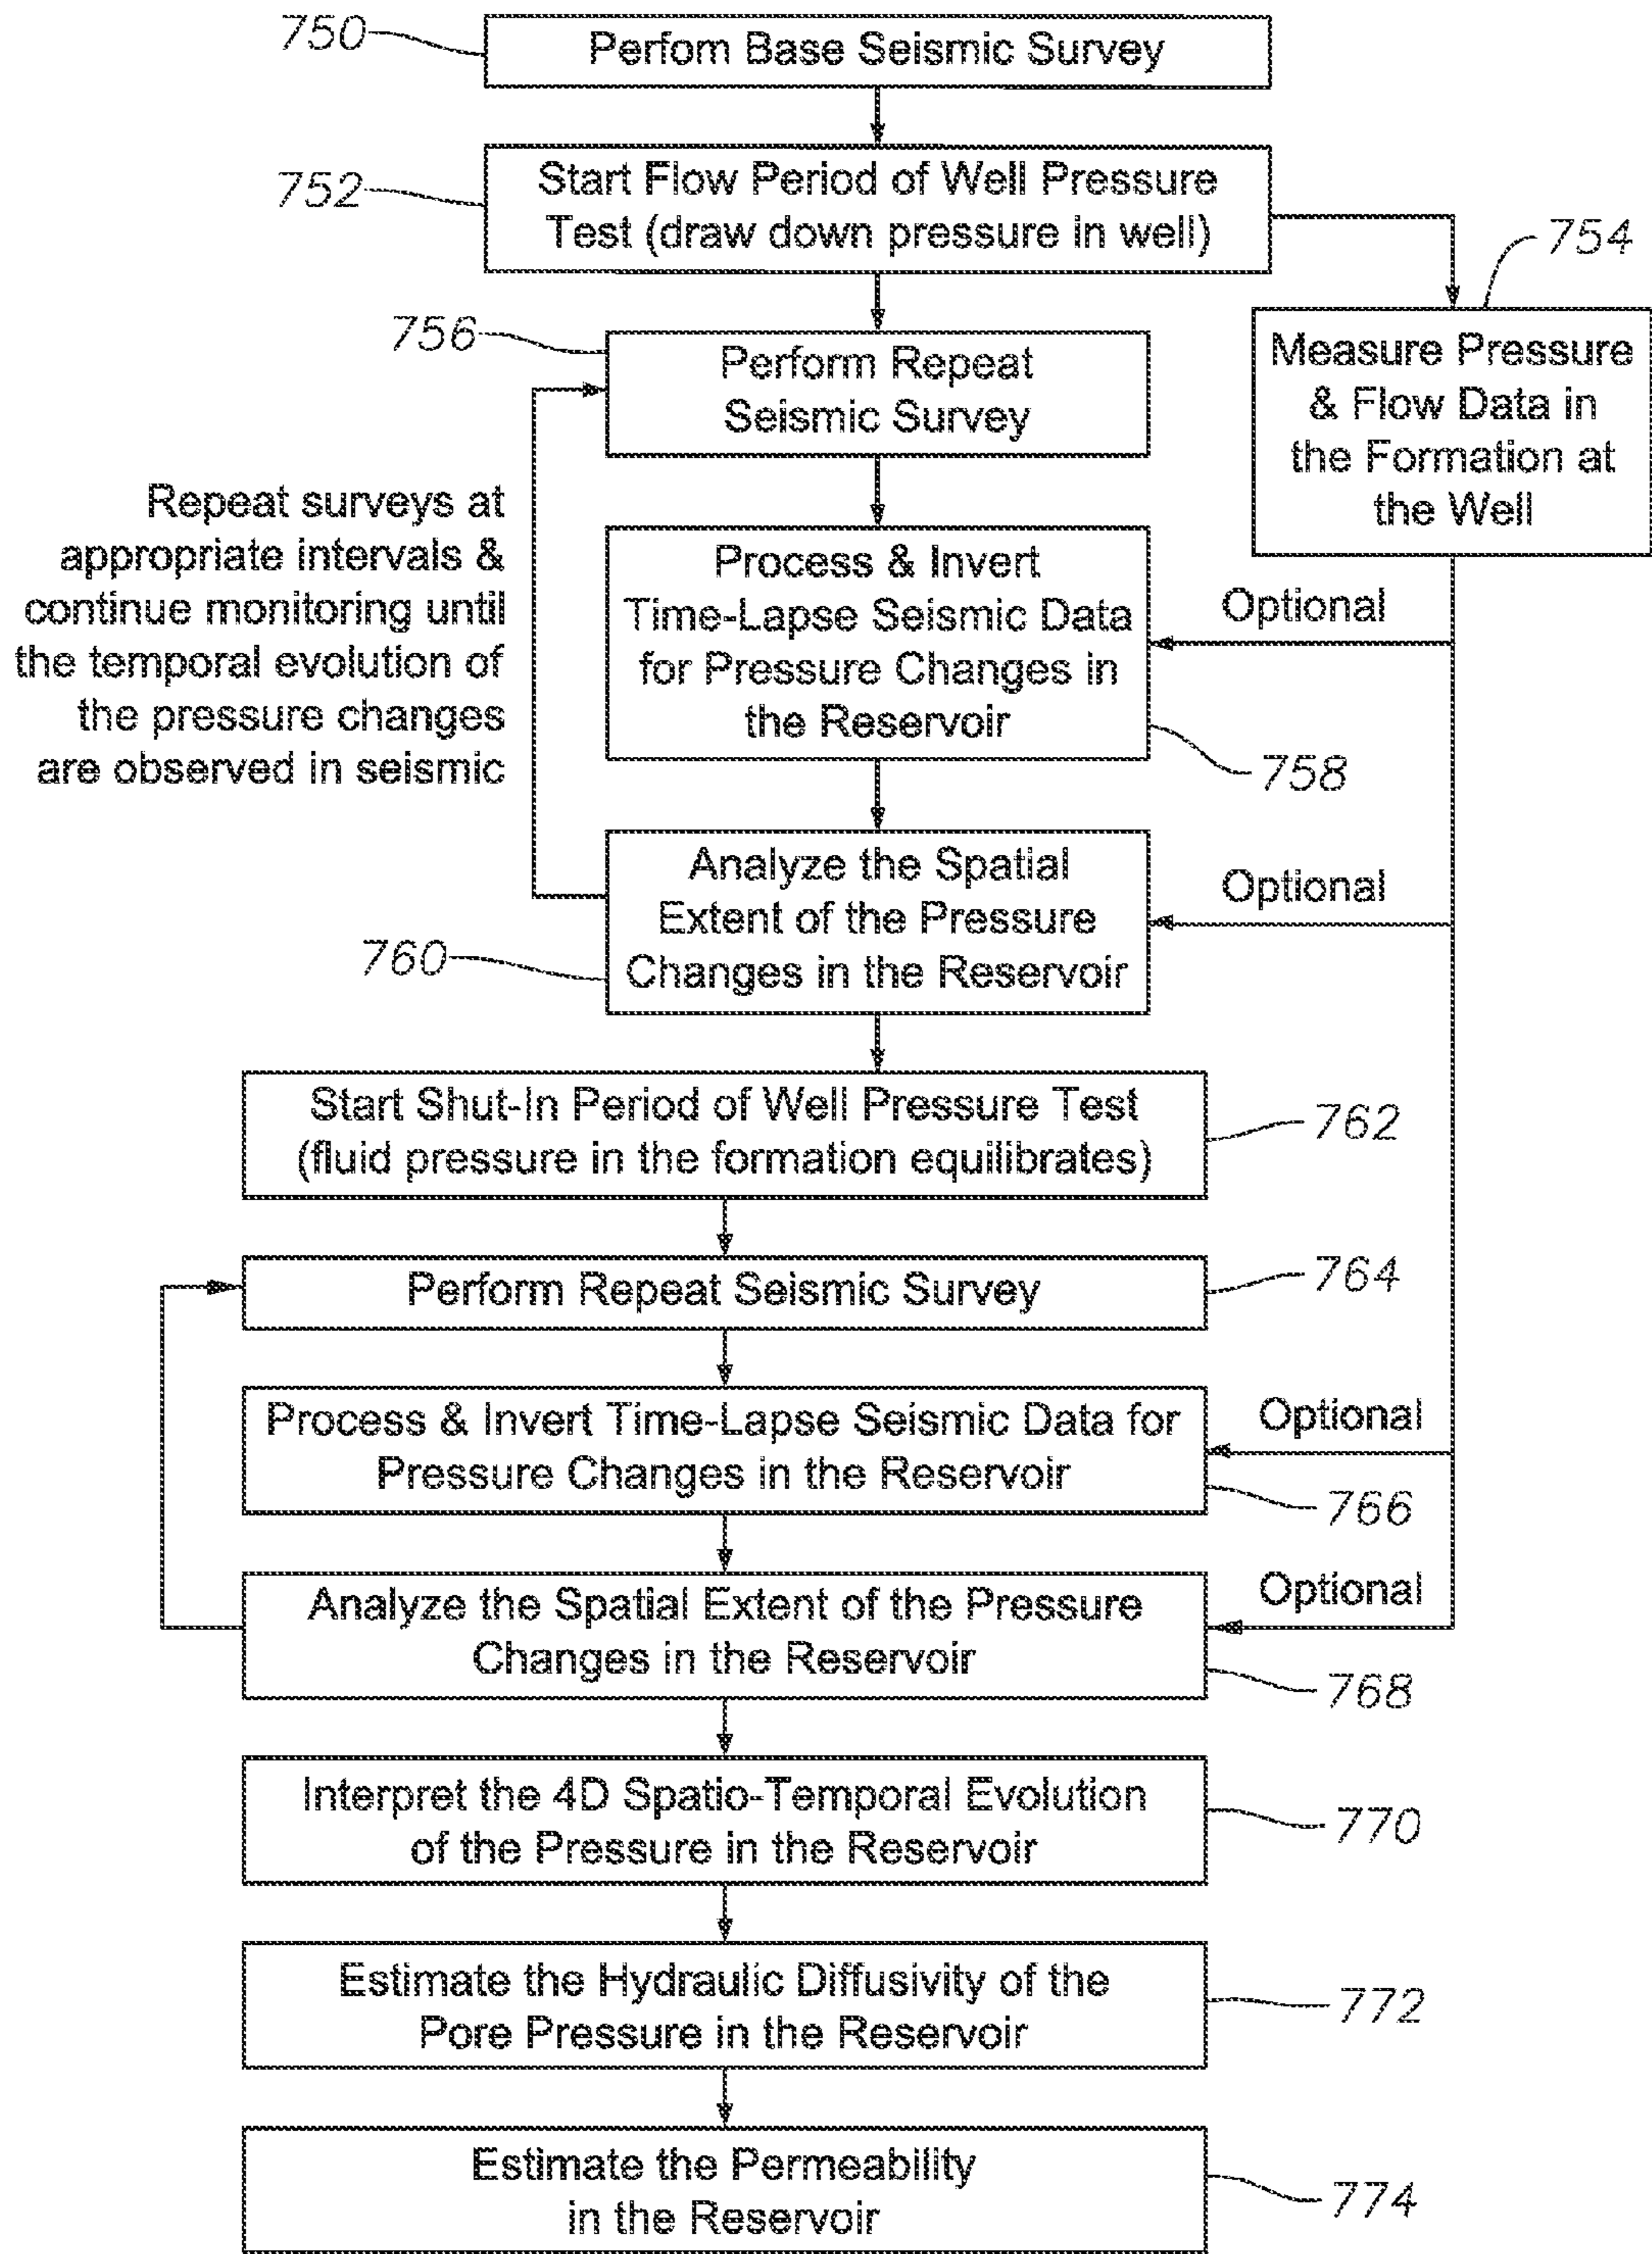 750
Perfom Base Seismic Survey
752
Start Flow Period of Well Pressure
Test (draw down pressure in well)
754
Measure Pressure
& Flow Data in
the Formation at
the Well
756
Perform Repeat
Seismic Survey
Repeat surveys at
appropriate intervals &
continue monitoring until
the temporal evolution of
the pressure changes
are observed in seismic
Process & Invert
Time-Lapse Seismic Data
for Pressure Changes in
the Reservoir
Optional
758
Analyze the Spatial
Extent of the Pressure
Changes in the Reservoir
Optional
760
Start Shut-In Period of Well Pressure Test
(fluid pressure in the formation equilibrates)
762
Perform Repeat Seismic Survey
764
Process & Invert Time-Lapse Seismic Data for
Pressure Changes in the Reservoir
Optional
766
Analyze the Spatial Extent of the Pressure
Changes in the Reservoir
Optional
768
Interpret the 4D Spatio-Temporal Evolution
of the Pressure in the Reservoir
770
Estimate the Hydraulic Diffusivity of the
Pore Pressure in the Reservoir
772
Estimate the Permeability
in the Reservoir
774